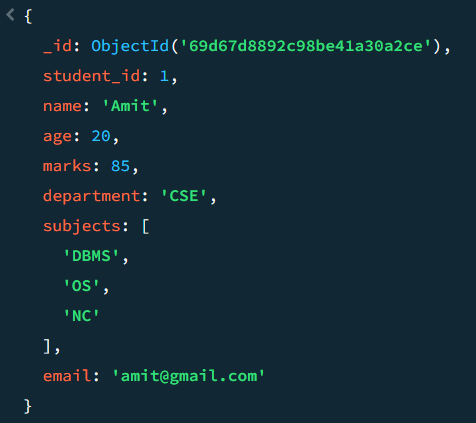 {
_id: ObjectId('69d67d8892c98be41a30a2ce'),
student_id: 1,
name: 'Amit',
age: 20,
marks: 85,
department: 'CSE',
subjects: [
'DBMS',
'OS',
'NC'
],
email: 'amit@gmail.com'
}